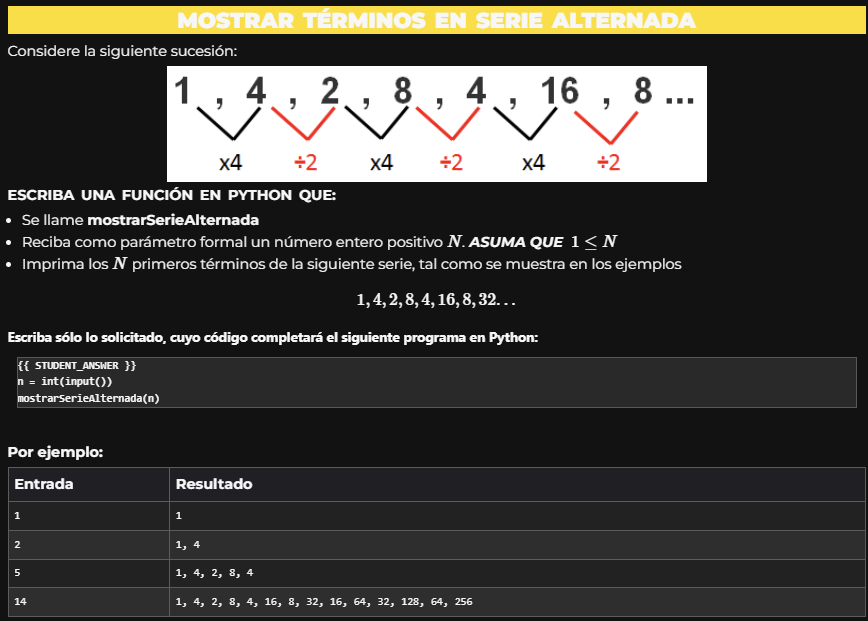 MOSTRAR TÉRMINOS EN SERIE ALTERNADA
Considere la siguiente sucesión:
1 , 4 , 2 , 8 , 4 , 16 , 8 ...
x4 ÷2 x4 ÷2 x4 ÷2
ESCRIBA UNA FUNCIÓN EN PYTHON QUE:
• Se llame mostrarSerieAlternada
• Reciba como parámetro formal un número entero positivo N. ASUMA QUE 1 ≤ N
• Imprima los N primeros términos de la siguiente serie, tal como se muestra en los ejemplos
1, 4, 2, 8, 4, 16, 8, 32...
Escriba sólo lo solicitado, cuyo código completará el siguiente programa en Python:
{{ STUDENT_ANSWER }}
n = int(input())
mostrarSerieAlternada(n)
Por ejemplo:
Entrada Resultado
1 1
2 1, 4
5 1, 4, 2, 8, 4
14 1, 4, 2, 8, 4, 16, 8, 32, 16, 64, 32, 128, 64, 256